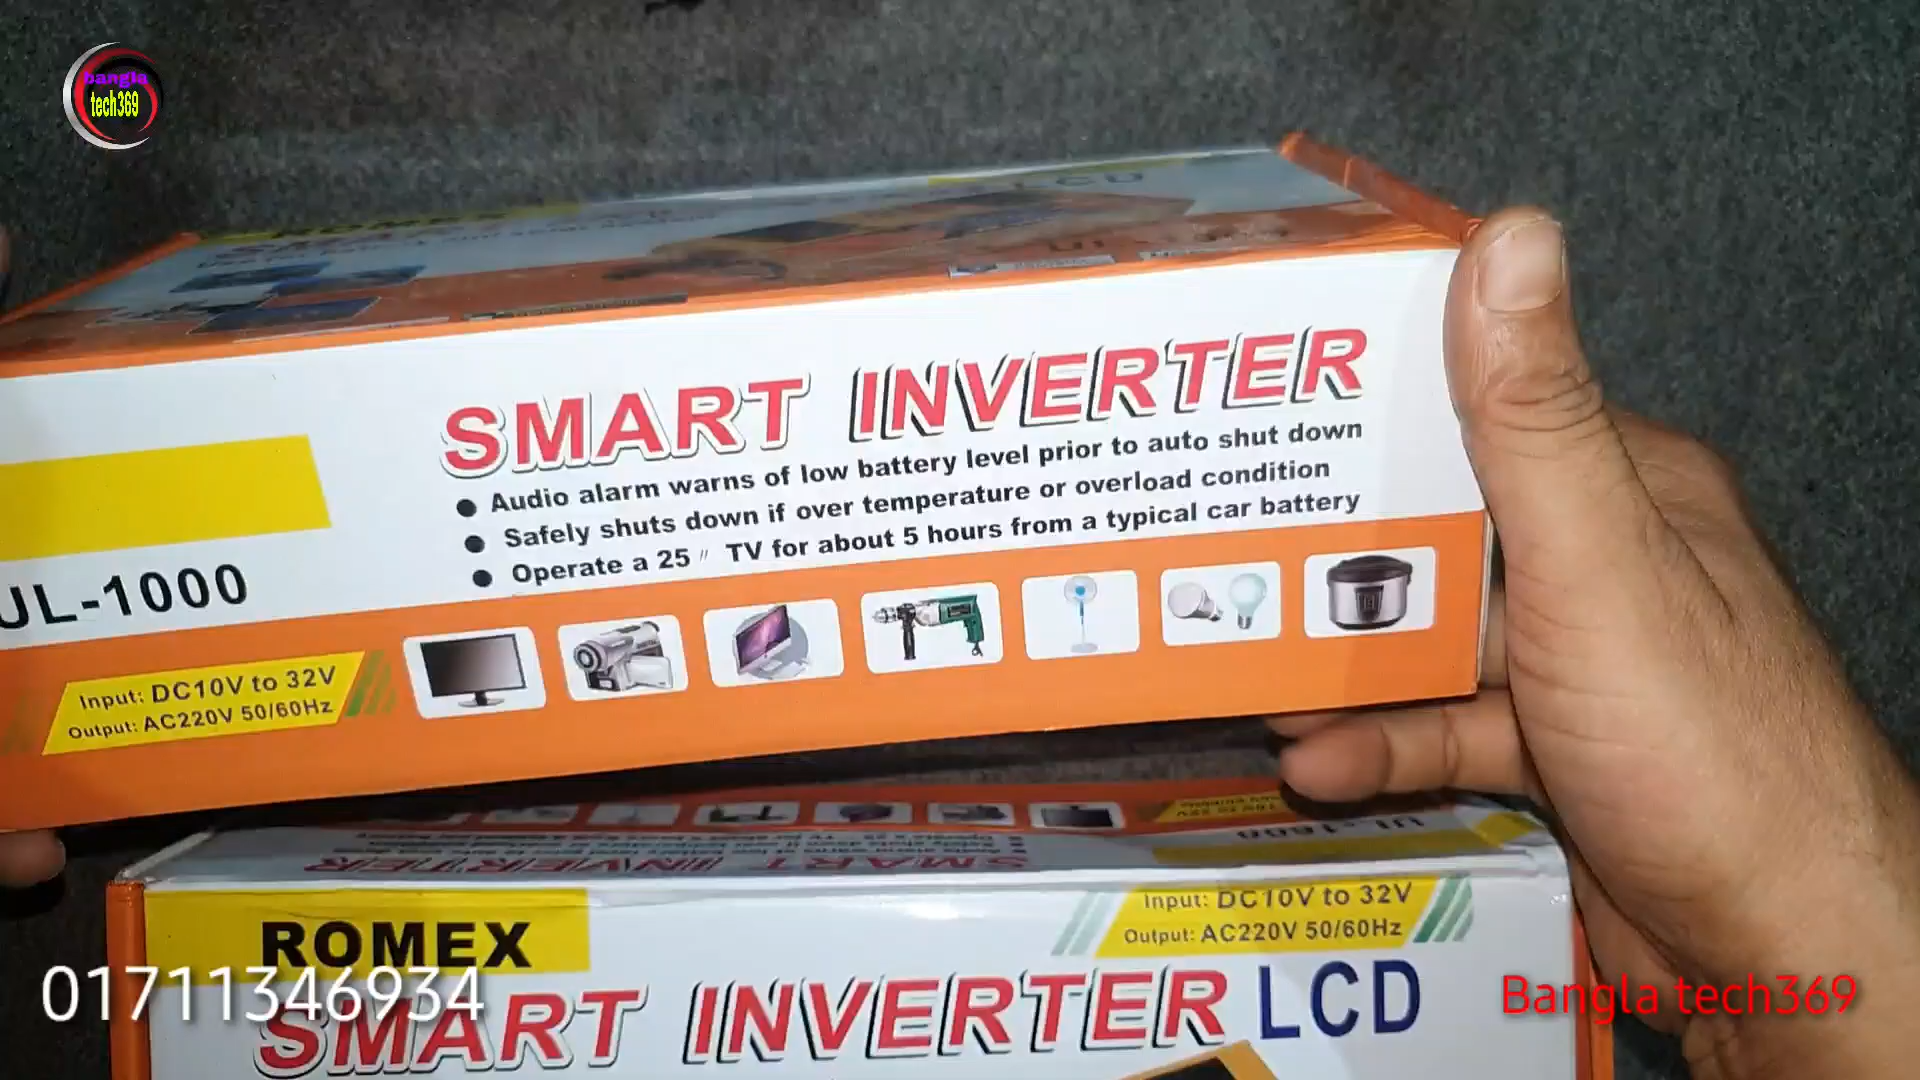 bangla
tech369
LCD
SMART INVERTER
Audio alarm warns of low battery level prior to auto shut down
Safely shuts down if over temperature or overload condition
Operate a 25 〃 TV for about 5 hours from a typical car battery
UL-1000
Input: DC10V to 32V
Output: AC220V 50/60Hz
SMART INVERTER
ROMEX
Input: DC10V to 32V
Output: AC220V 50/60Hz
SMART INVERTER LCD
01711346934
Bangla tech369